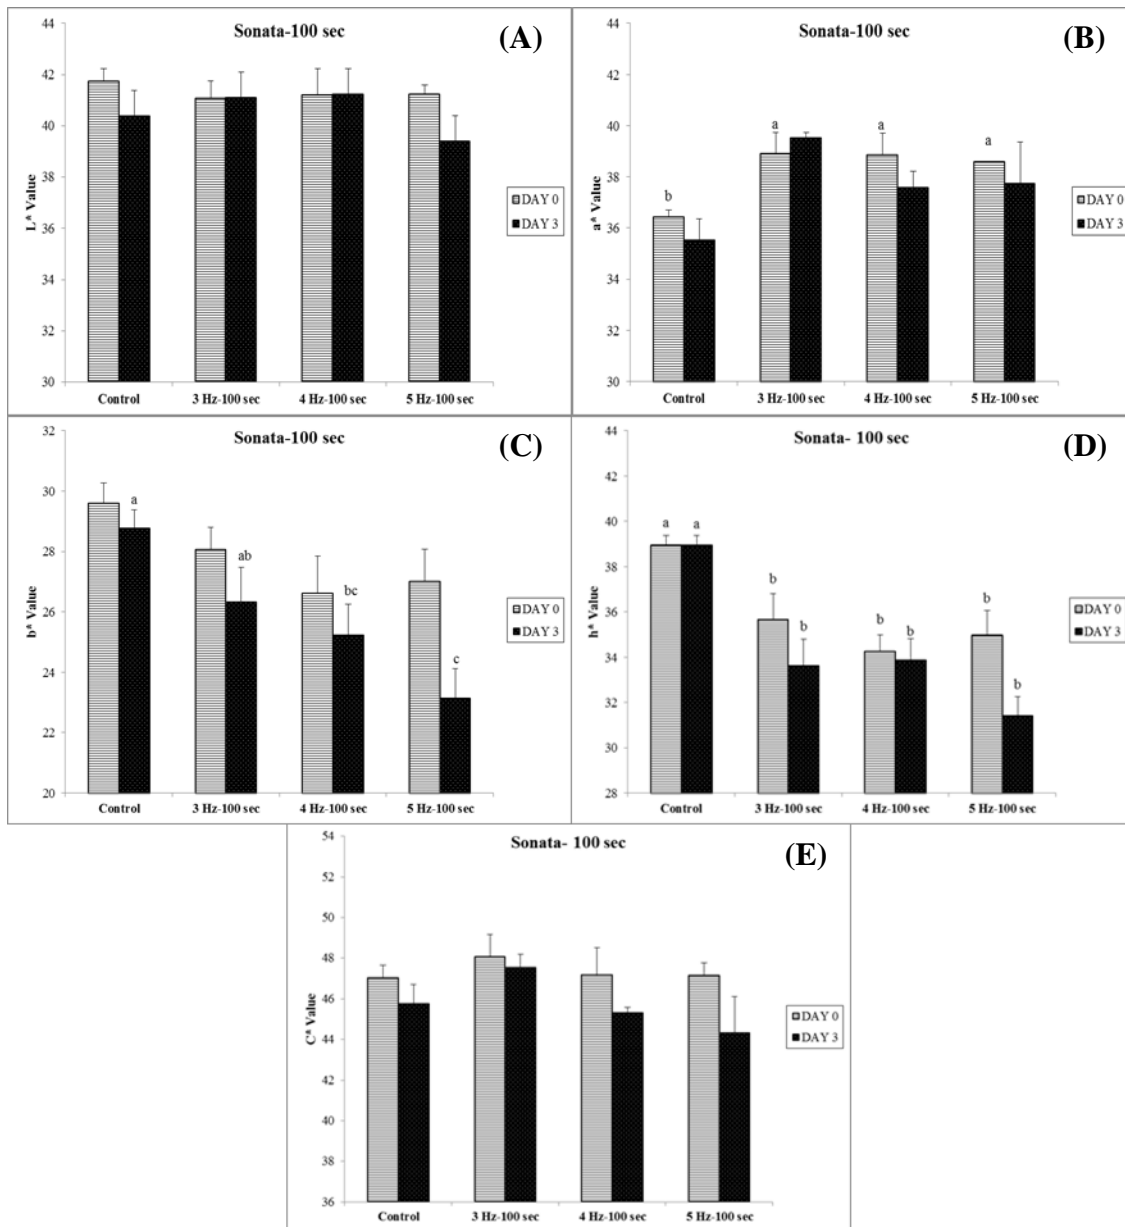 Sonata-100 sec
(A)
44
42
40
38
36
34
32
30
L* Value
a
DAY 0
DAY 3
Control
3 Hz-100 sec
4 Hz-100 sec
5 Hz-100 sec
Sonata-100 sec
(B)
44
42
40
38
36
34
32
30
a* Value
b
a
a
a
DAY 0
DAY 3
Control
3 Hz-100 sec
4 Hz-100 sec
5 Hz-100 sec
Sonata-100 sec
(C)
32
30
28
26
24
22
20
b* Value
a
ab
bc
c
DAY 0
DAY 3
Control
3 Hz-100 sec
4 Hz-100 sec
5 Hz-100 sec
Sonata- 100 sec
(D)
44
42
40
38
36
34
32
30
28
h* Value
a
a
b
b
b
b
b
b
DAY 0
DAY 3
Control
3 Hz-100 sec
4 Hz-100 sec
5 Hz-100 sec
Sonata- 100 sec
(E)
54
52
50
48
46
44
42
40
38
36
C* Value
DAY 0
DAY 3
Control
3 Hz-100 sec
4 Hz-100 sec
5 Hz-100 sec